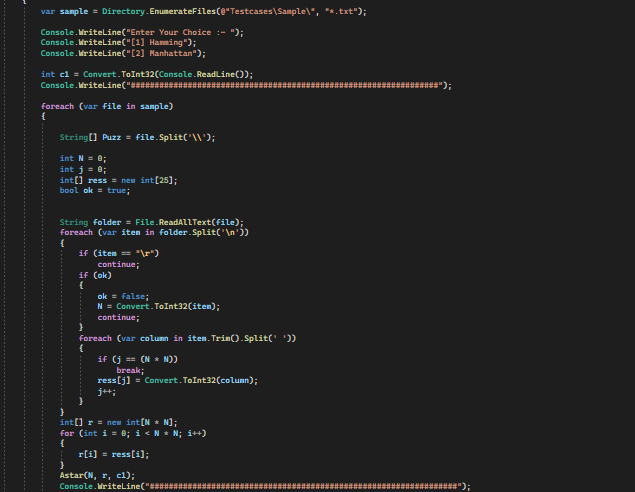 {
var sample = Directory.EnumerateFiles(@"Testcases\Sample\", "*.txt");
Console.WriteLine("Enter Your Choice :- ");
Console.WriteLine("[1] Hamming");
Console.WriteLine("[2] Manhattan");
int c1 = Convert.ToInt32(Console.ReadLine());
Console.WriteLine("#################################################################");
foreach (var file in sample)
{
String[] Puzz = file.Split('\\');
int N = 0;
int j = 0;
int[] ress = new int[25];
bool ok = true;
String folder = File.ReadAllText(file);
foreach (var item in folder.Split('\n'))
{
if (item == "\r")
continue;
if (ok)
{
ok = false;
N = Convert.ToInt32(item);
continue;
}
foreach (var column in item.Trim().Split(' '))
{
if (j == (N * N))
break;
ress[j] = Convert.ToInt32(column);
j++;
}
}
int[] r = new int[N * N];
for (int i = 0; i < N * N; i++)
{
r[i] = ress[i];
}
Astar(N, r, c1);
Console.WriteLine("#################################################################");